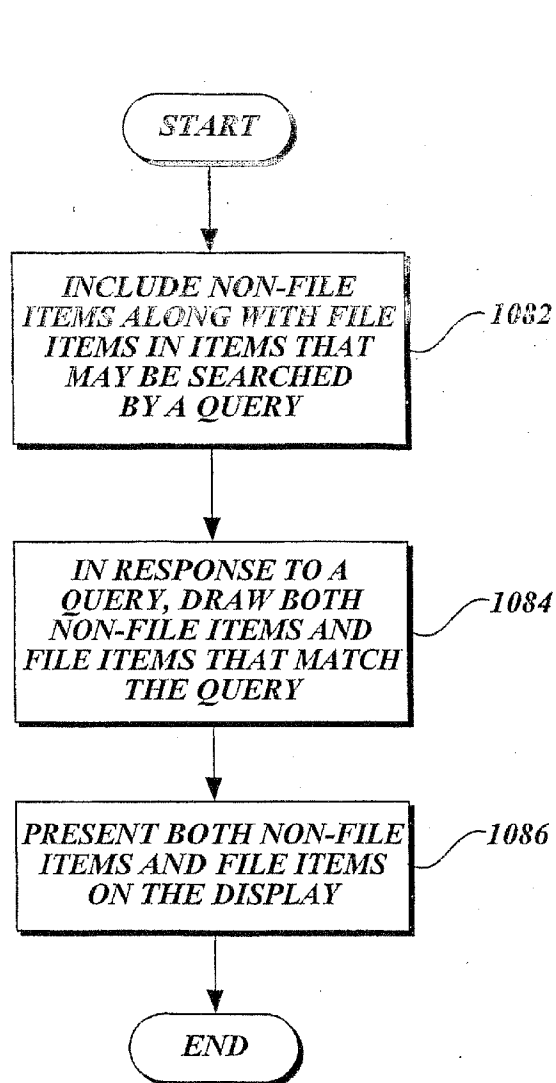 START
INCLUDE NON-FILE
ITEMS ALONG WITH FILE
ITEMS IN ITEMS THAT
MAY BE SEARCHED
BY A QUERY
1082
IN RESPONSE TO A
QUERY, DRAW BOTH
NON-FILE ITEMS AND
FILE ITEMS THAT MATCH
THE QUERY
1084
PRESENT BOTH NON-FILE
ITEMS AND FILE ITEMS
ON THE DISPLAY
1086
END